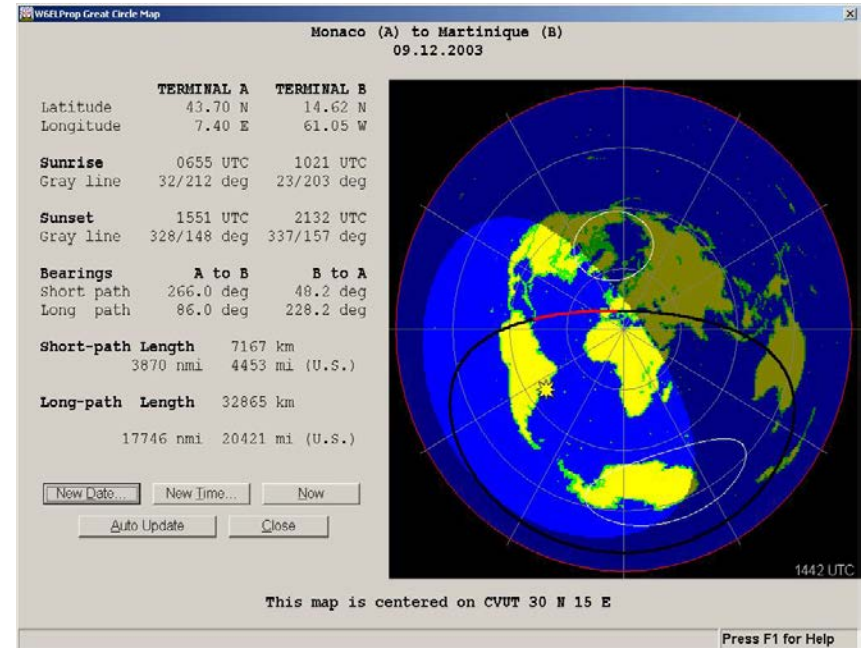 W6ELProp Great Circle Map
Monaco (A) to Martinique (B)
09.12.2003
TERMINAL A TERMINAL B
Latitude 43.70 N 14.62 N
Longitude 7.40 E 61.05 W
Sunrise 0655 UTC 1021 UTC
Gray line 32/212 deg 23/203 deg
Sunset 1551 UTC 2132 UTC
Gray line 328/148 deg 337/157 deg
Bearings A to B B to A
Short path 266.0 deg 48.2 deg
Long path 86.0 deg 228.2 deg
Short-path Length 7167 km
3870 nmi 4453 mi (U.S.)
Long-path Length 32865 km
17746 nmi 20421 mi (U.S.)
New Date... New Time... Now
Auto Update Close
1442 UTC
This map is centered on CVUT 30 N 15 E
Press F1 for Help